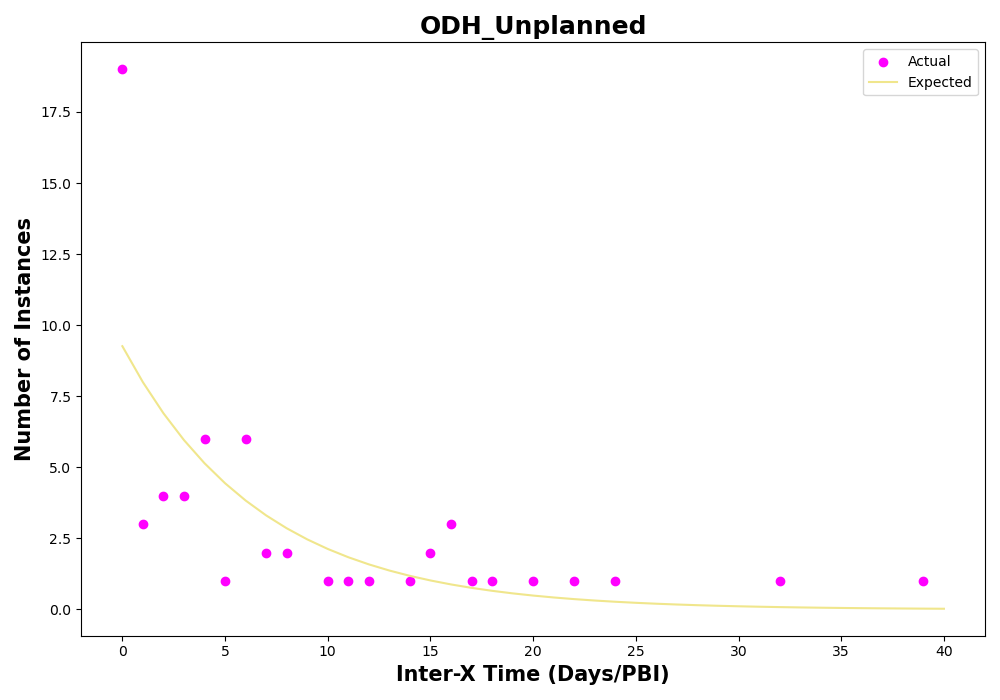 ODH_Unplanned
Actual
Expected
17.5
15.0
12.5
10.0
7.5
5.0
2.5
0.0
Number of Instances
0 5 10 15 20 25 30 35 40
Inter-X Time (Days/PBI)